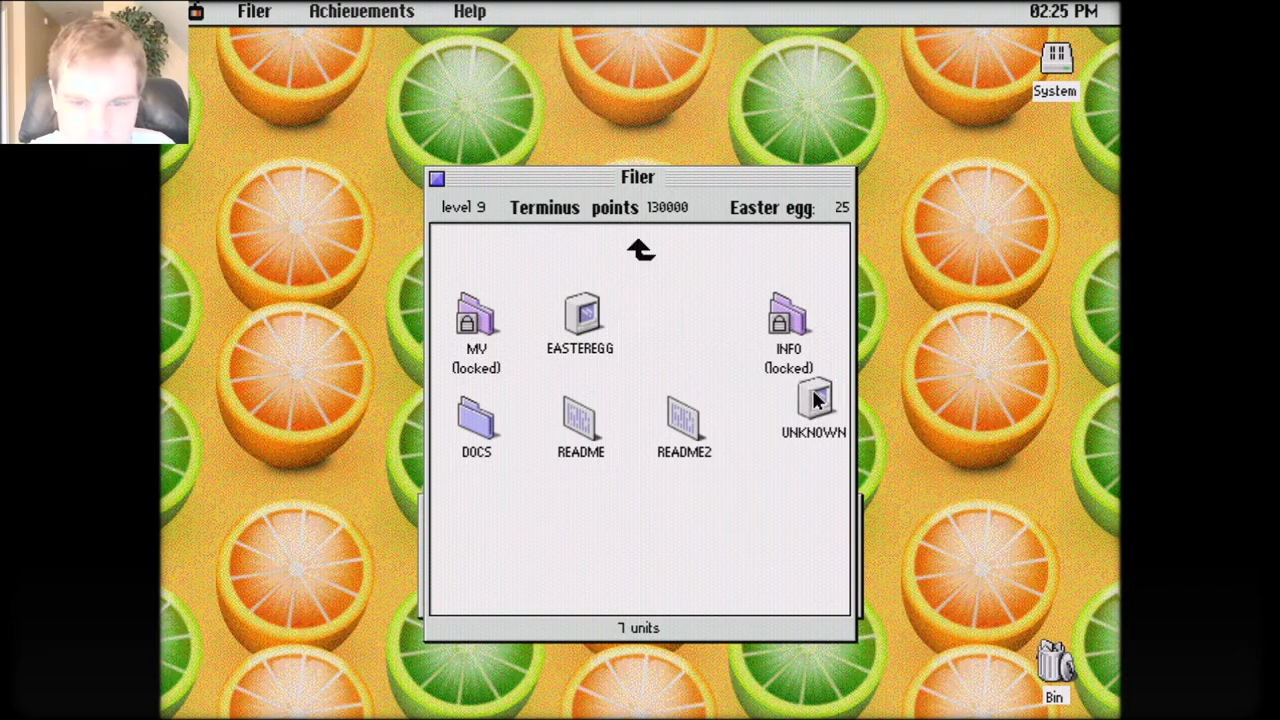 Filer Achievements Help 02:25 PM
System
Filer
level 9 Terminus points 130000 Easter egg: 25
MY EASTEREGG INFO
(locked) (locked)
UNKNOWN
DOCS README README2
7 units
Bin